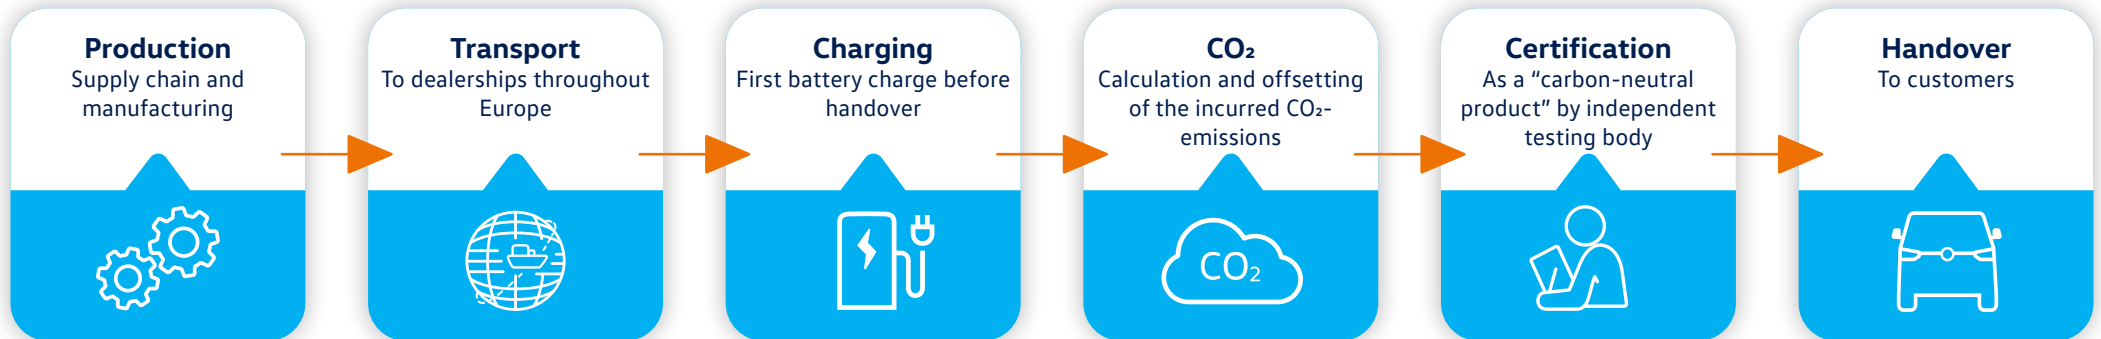 Production
Supply chain and
manufacturing
Transport
To dealerships throughout
Europe
Charging
First battery charge before
handover
CO₂
Calculation and offsetting
of the incurred CO₂-
emissions
CO₂
Certification
As a “carbon-neutral
product” by independent
testing body
Handover
To customers